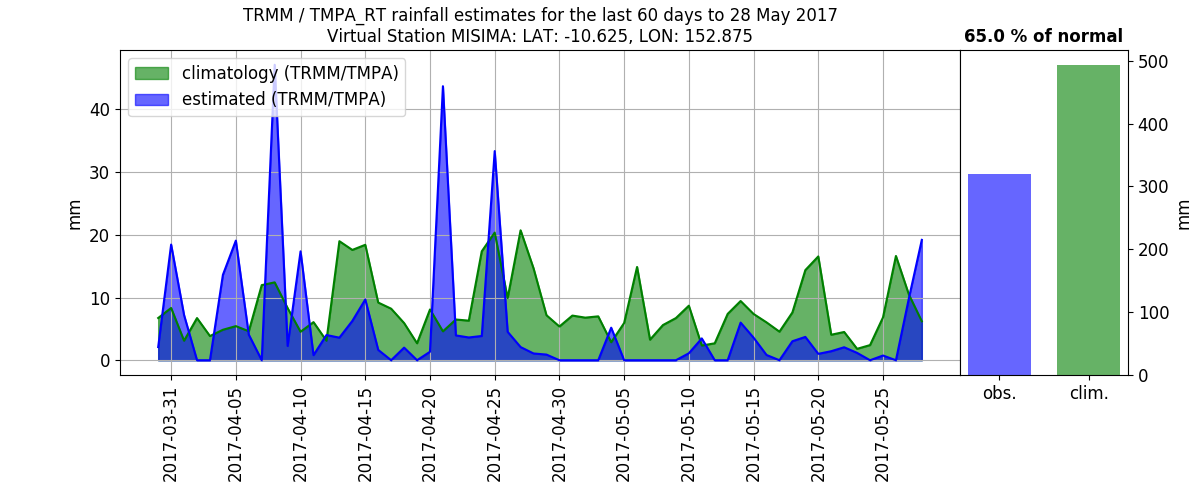 TRMM / TMPA_RT rainfall estimates for the last 60 days to 28 May 2017
Virtual Station MISIMA: LAT: -10.625, LON: 152.875
65.0 % of normal
climatology (TRMM/TMPA)
estimated (TRMM/TMPA)
mm
40
30
20
10
0
2017-03-31
2017-04-05
2017-04-10
2017-04-15
2017-04-20
2017-04-25
2017-04-30
2017-05-05
2017-05-10
2017-05-15
2017-05-20
2017-05-25
500
400
300
200
100
0
mm
obs.
clim.